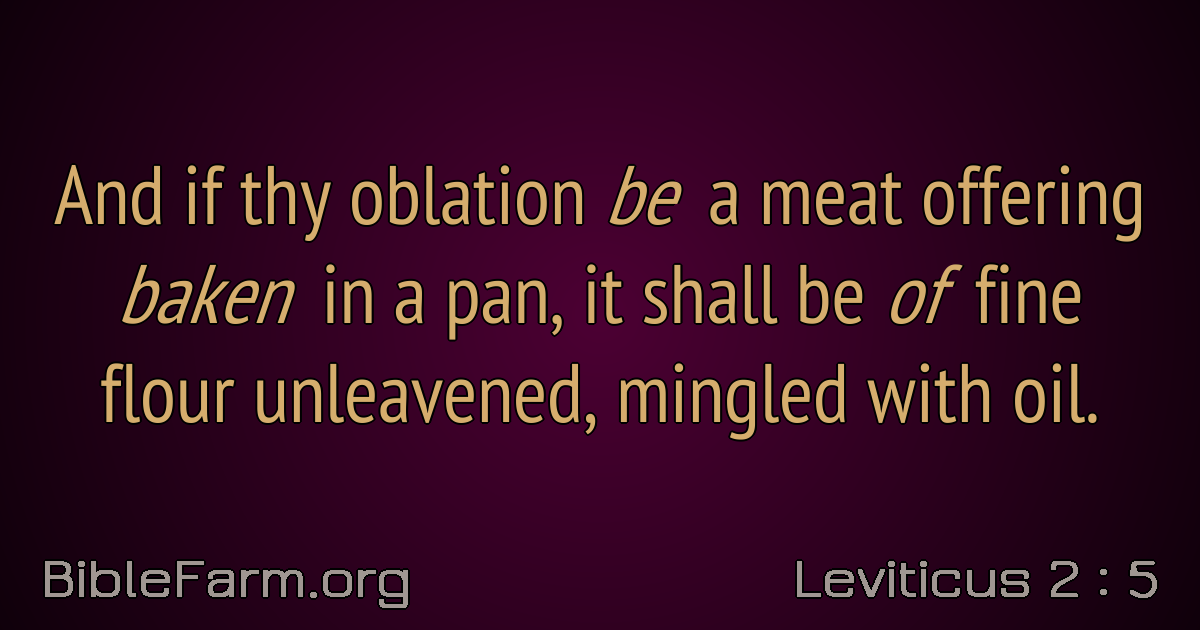 And if thy oblation be a meat offering
baken in a pan, it shall be of fine
flour unleavened, mingled with oil.
BibleFarm.org
Leviticus 2 : 5